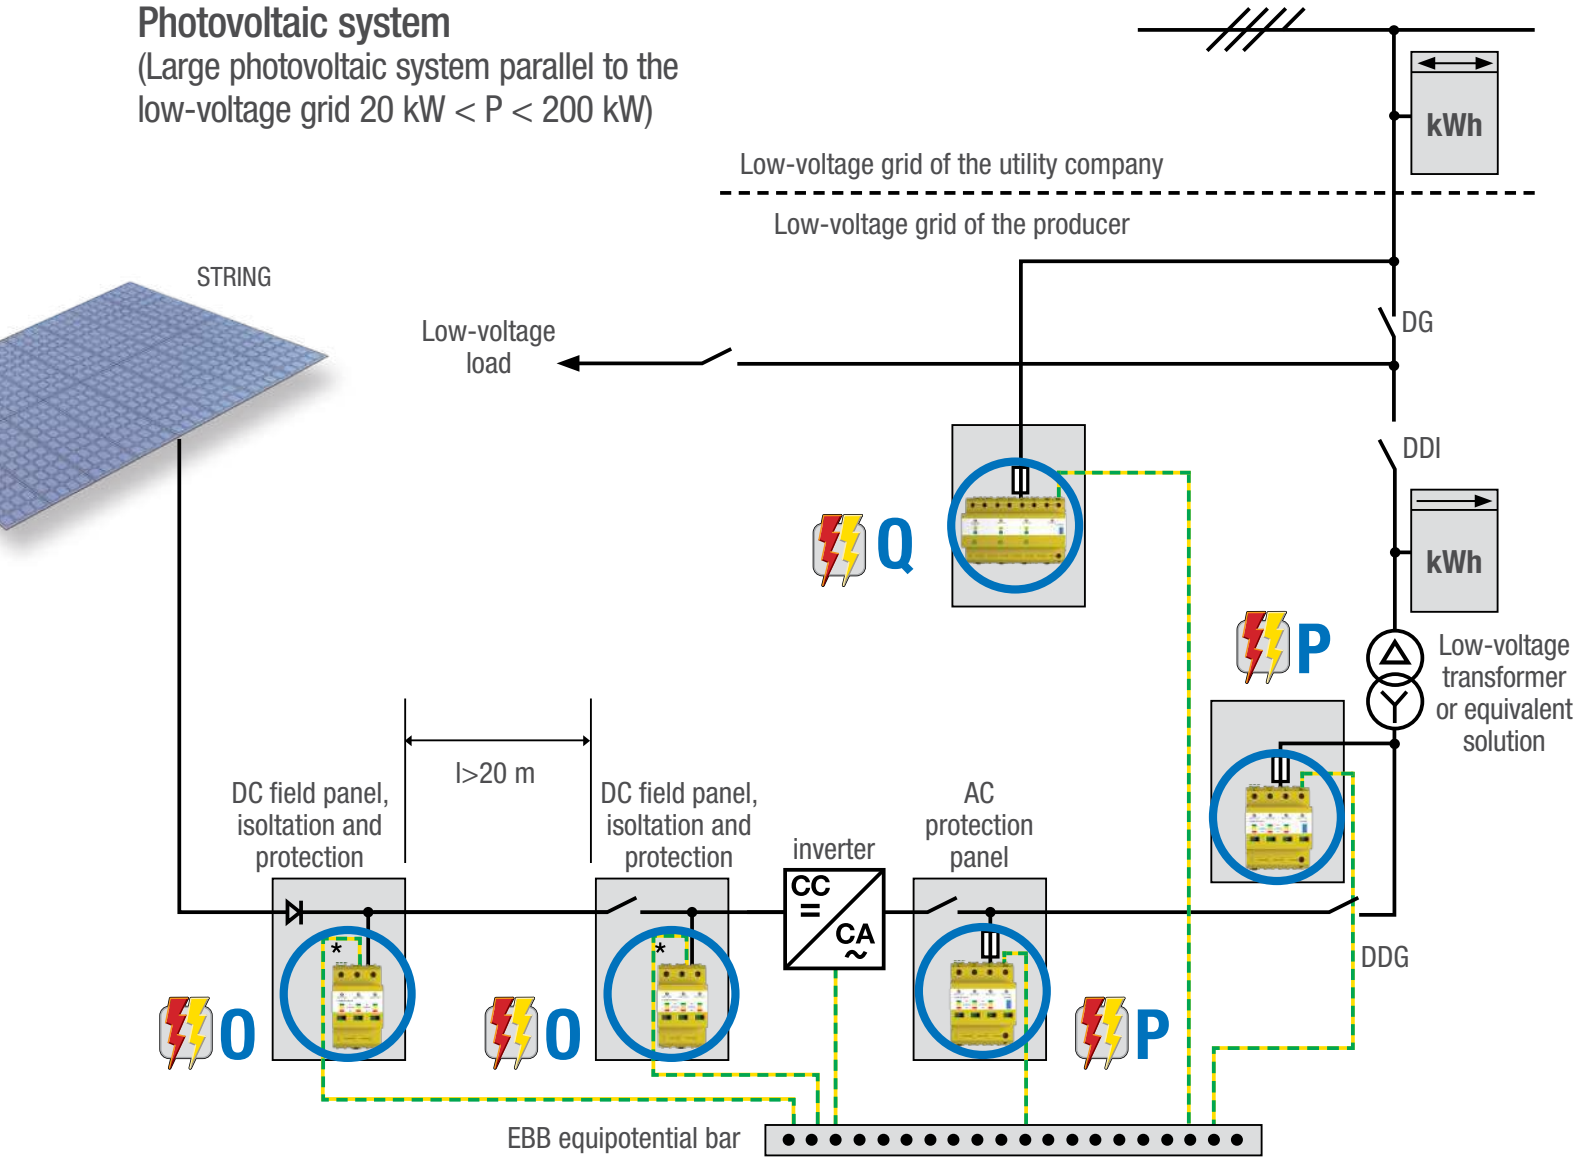 Photovoltaic system
(Large photovoltaic system parallel to the
low-voltage grid 20 kW < P < 200 kW)
kWh
Low-voltage grid of the utility company
Low-voltage grid of the producer
STRING
DG
Low-voltage
load
DDI
kWh
Q
P
Low-voltage
transformer
or equivalent
solution
l>20 m
DC field panel,
isoltation and
protection
DC field panel,
isoltation and
protection
inverter
AC
protection
panel
CC
=
CA
~
*
*
DDG
O
O
P
EBB equipotential bar